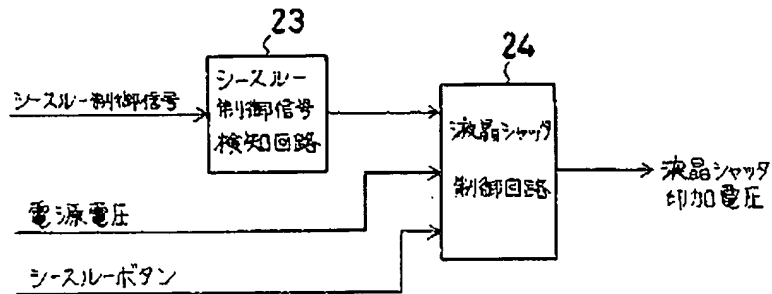 23
シースルー制御信号
シースルー
制御信号
検知回路
24
液晶シャッタ
制御回路
液晶シャッタ
印加電圧
電源電圧
シースルーボタン